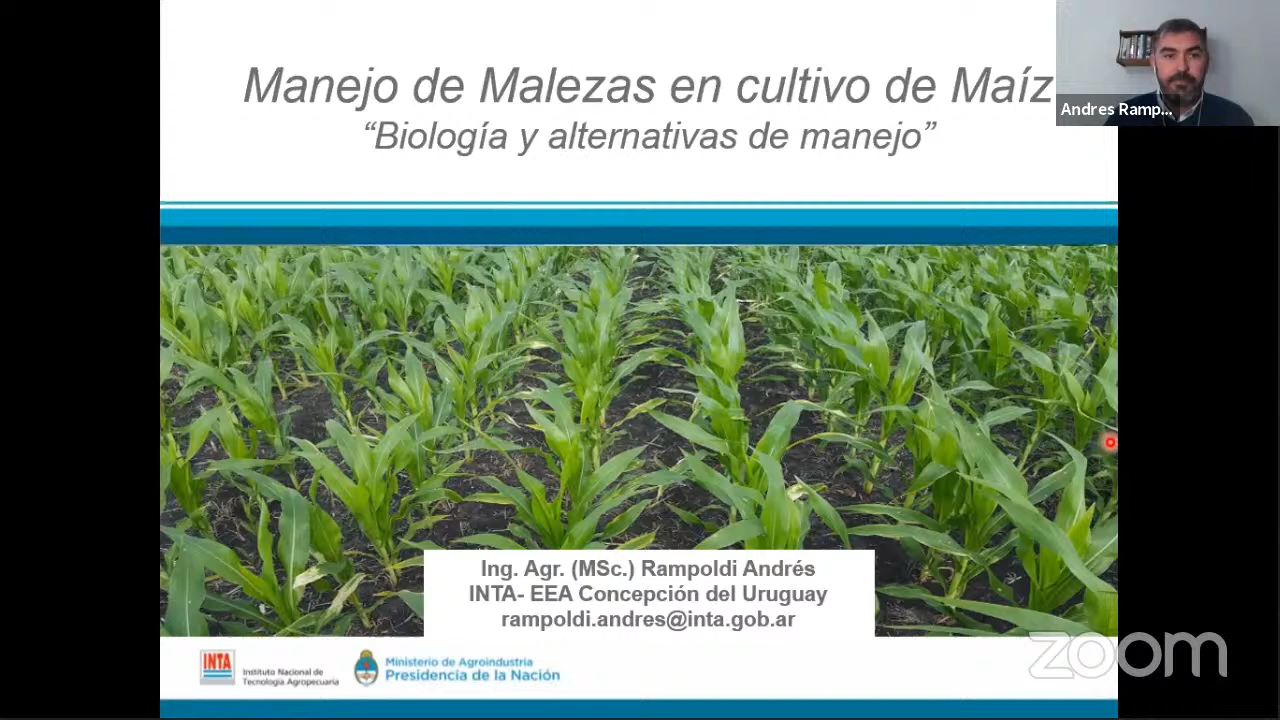 Manejo de Malezas en cultivo de Maíz
“Biología y alternativas de manejo”
Andres Ramp...
Ing. Agr. (MSc.) Rampoldi Andrés
INTA- EEA Concepción del Uruguay
rampoldi.andres@inta.gob.ar
INTA
Instituto Nacional de
Tecnología Agropecuaria
Ministerio de Agroindustria
Presidencia de la Nación
zoom